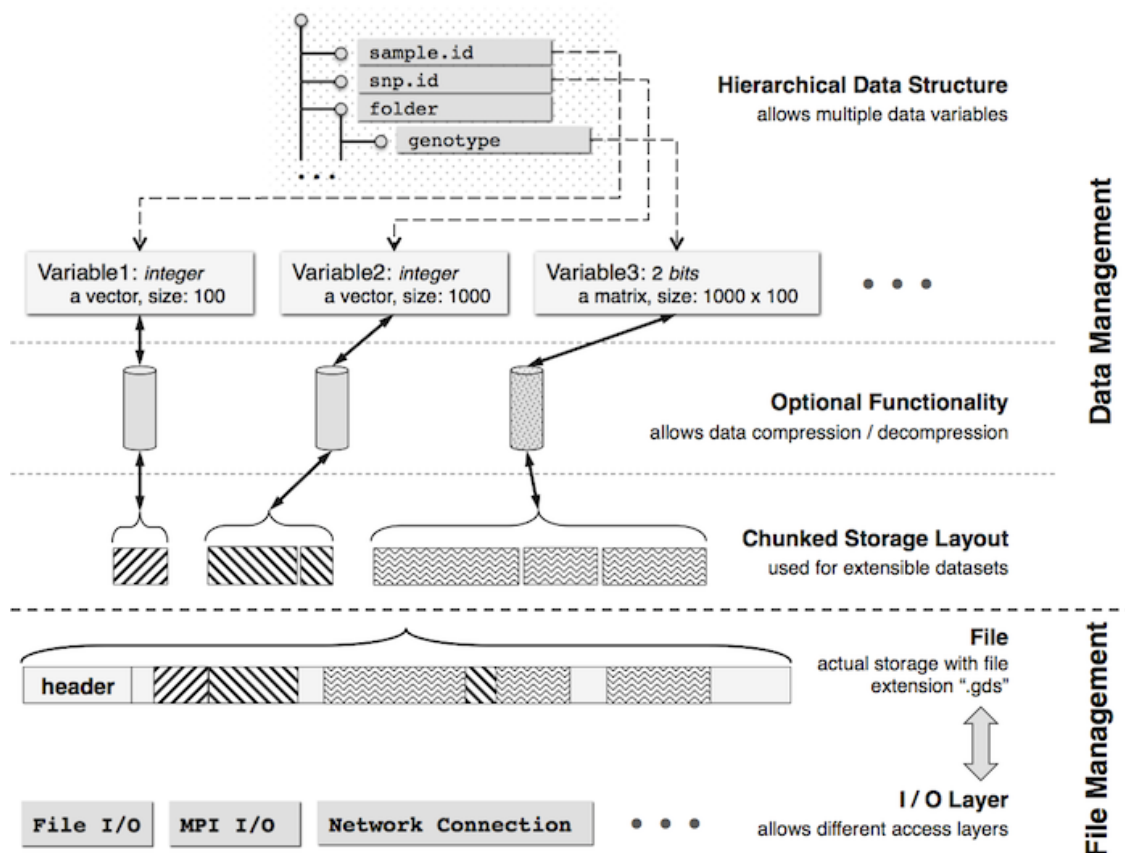 sample.id
snp.id
folder
genotype
...
Hierarchical Data Structure
allows multiple data variables
Variable1: integer
a vector, size: 100
Variable2: integer
a vector, size: 1000
Variable3: 2 bits
a matrix, size: 1000 x 100
...
Data Management
Optional Functionality
allows data compression / decompression
Chunked Storage Layout
used for extensible datasets
header
File
actual storage with file
extension “.gds”
File Management
I / O Layer
allows different access layers
File I/O
MPI I/O
Network Connection
...